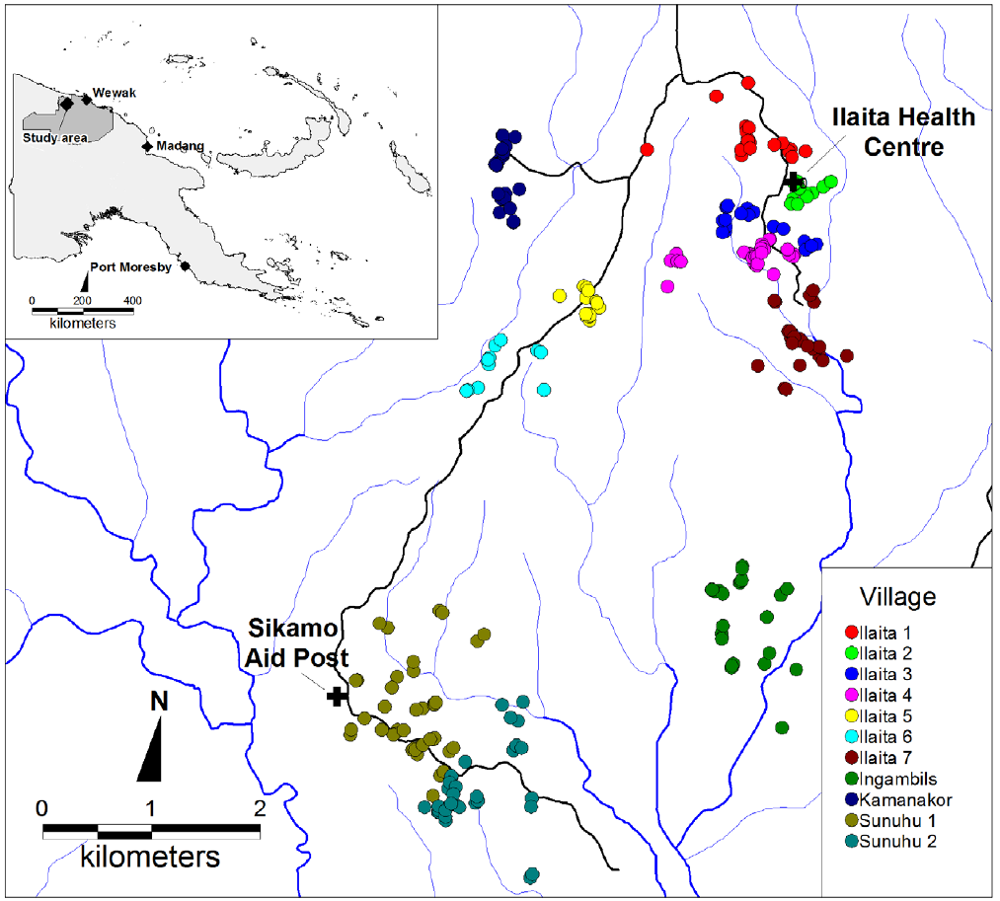 Wewak
Study area
Madang
Port Moresby
0 200 400
kilometers
Ilaita Health
Centre
Sikamo
Aid Post
N
0 1 2
kilometers
Village
Ilaita 1
Ilaita 2
Ilaita 3
Ilaita 4
Ilaita 5
Ilaita 6
Ilaita 7
Ingambils
Kamanakor
Sunuhu 1
Sunuhu 2